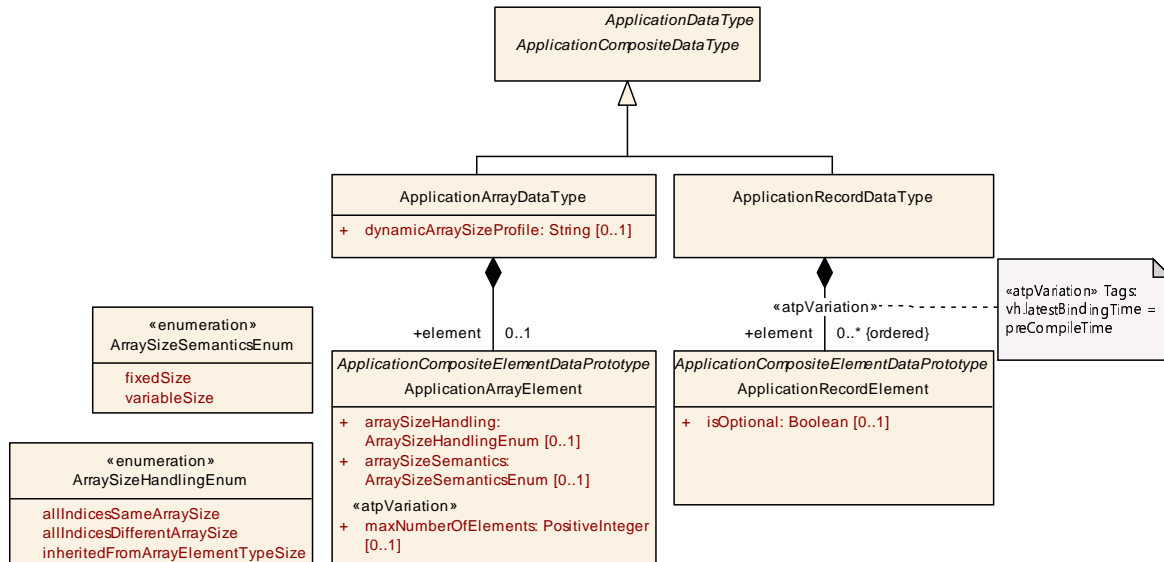 ApplicationDataType
ApplicationCompositeDataType
ApplicationArrayDataType
+ dynamicArraySizeProfile: String [0..1]
ApplicationRecordDataType
«atpVariation» Tags:
vh.latestBindingTime =
preCompileTime
«atpVariation»
+element 0..1
+element 0..* {ordered}
«enumeration»
ArraySizeSemanticsEnum
fixedSize
variableSize
«enumeration»
ArraySizeHandlingEnum
allIndicesSameArraySize
allIndicesDifferentArraySize
inheritedFromArrayElementTypeSize
ApplicationCompositeElementDataPrototype
ApplicationArrayElement
+ arraySizeHandling:
ArraySizeHandlingEnum [0..1]
+ arraySizeSemantics:
ArraySizeSemanticsEnum [0..1]
«atpVariation»
+ maxNumberOfElements: PositiveInteger
[0..1]
ApplicationCompositeElementDataPrototype
ApplicationRecordElement
+ isOptional: Boolean [0..1]